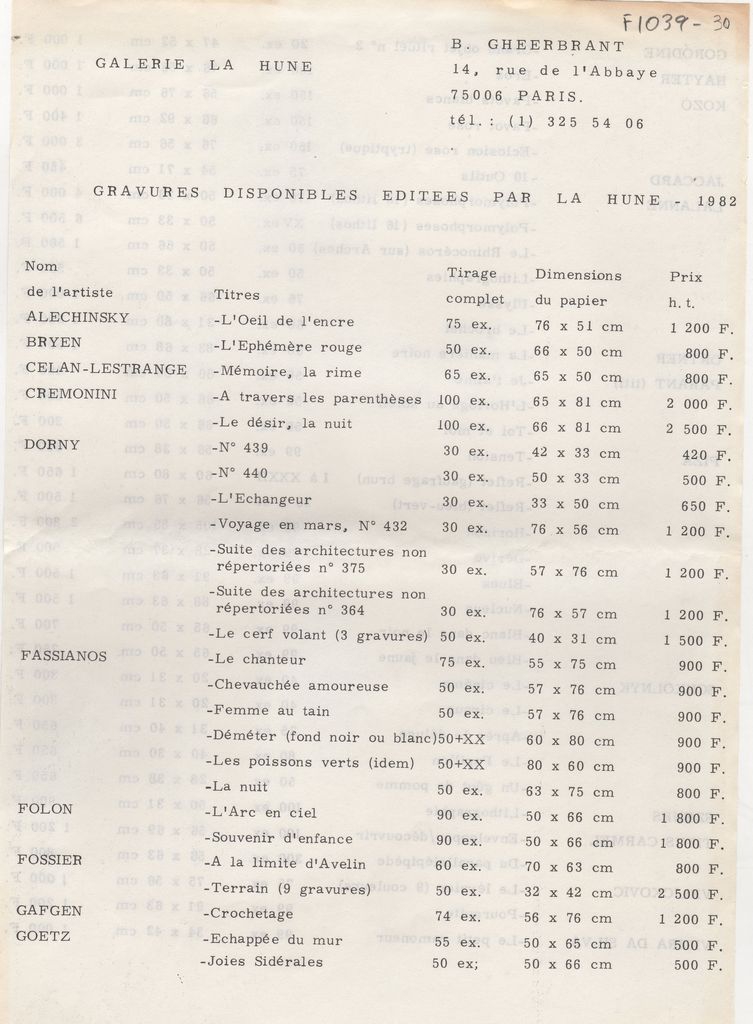 F1039 - 30
GALERIE LA HUNE
B. GHEERBRANT
14, rue de l'Abbaye
75006 PARIS.
tél.: (1) 325 54 06
GRAVURES DISPONIBLES EDITEES PAR LA HUNE - 1982
Nom de l'artiste Titres Tirage complet Dimensions du papier Prix h.t.
ALECHINSKY -L'Oeil de l'encre 75 ex. 76 x 51 cm 1 200 F.
BRYEN -L'Ephémère rouge 50 ex. 66 x 50 cm 800 F.
CELAN-LESTRANGE -Mémoire, la rime 65 ex. 65 x 50 cm 800 F.
CREMONINI -A travers les parenthèses 100 ex. 65 x 81 cm 2 000 F.
-Le désir, la nuit 100 ex. 66 x 81 cm 2 500 F.
DORNY -N° 439 30 ex. 42 x 33 cm 420 F.
-N° 440 30 ex. 50 x 33 cm 500 F.
-L'Echangeur 30 ex. 33 x 50 cm 650 F.
-Voyage en mars, N° 432 30 ex. 76 x 56 cm 1 200 F.
-Suite des architectures non
répertoriées n° 375 30 ex. 57 x 76 cm 1 200 F.
-Suite des architectures non
répertoriées n° 364 30 ex. 76 x 57 cm 1 200 F.
-Le cerf volant (3 gravures) 50 ex. 40 x 31 cm 1 500 F.
FASSIANOS -Le chanteur 75 ex. 55 x 75 cm 900 F.
-Chevauchée amoureuse 50 ex. 57 x 76 cm 900 F.
-Femme au tain 50 ex. 57 x 76 cm 900 F.
-Déméter (fond noir ou blanc)50+XX 60 x 80 cm 900 F.
-Les poissons verts (idem) 50+XX 80 x 60 cm 900 F.
-La nuit 50 ex. 63 x 75 cm 800 F.
FOLON -L'Arc en ciel 90 ex. 50 x 66 cm 1 800 F.
-Souvenir d'enfance 90 ex. 50 x 66 cm 1 800 F.
FOSSIER -A la limite d'Avelin 60 ex. 70 x 63 cm 800 F.
-Terrain (9 gravures) 50 ex. 32 x 42 cm 2 500 F.
GAFGEN -Crochetage 74 ex. 56 x 76 cm 1 200 F.
GOETZ -Echappée du mur 55 ex. 50 x 65 cm 500 F.
-Joies Sidérales 50 ex; 50 x 66 cm 500 F.